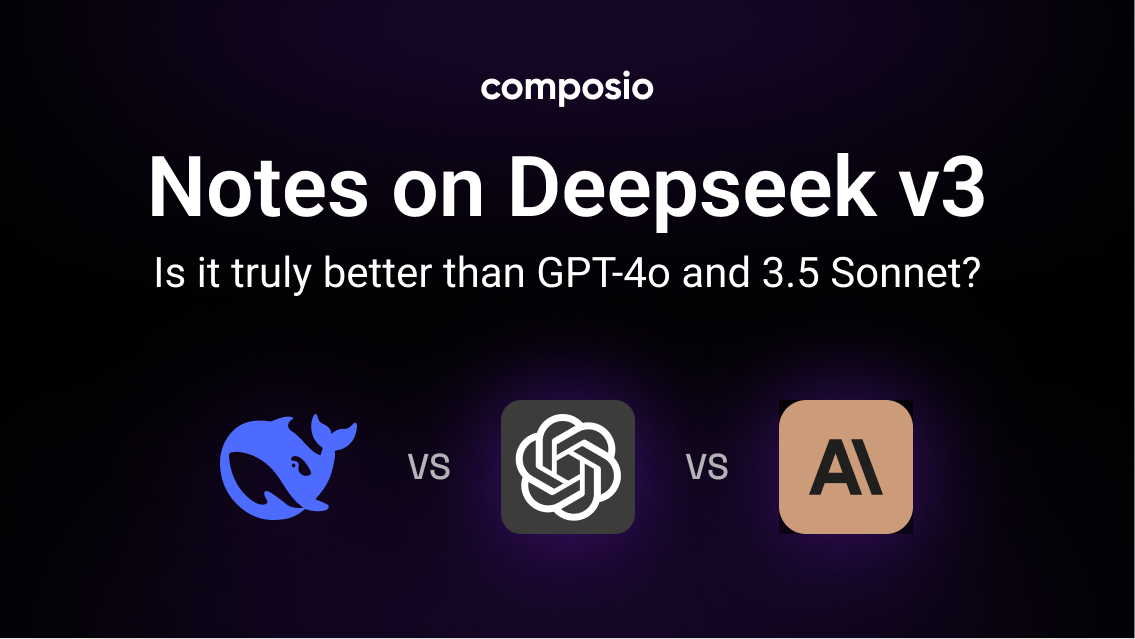 composio
Notes on Deepseek v3
Is it truly better than GPT-4o and 3.5 Sonnet?
vs
vs
A\